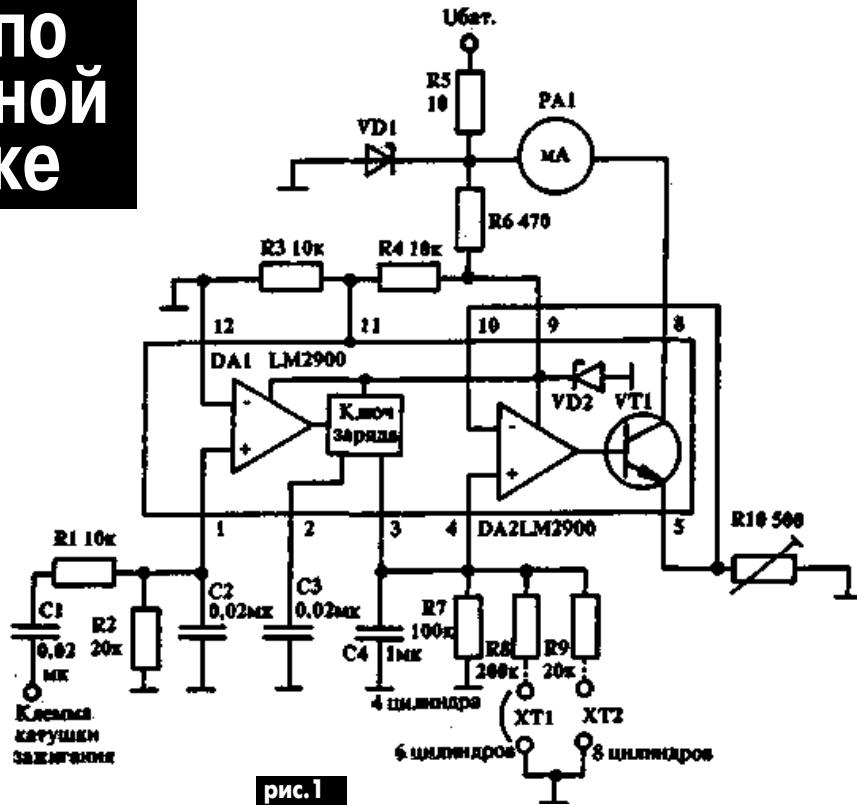 по
ной
ке
Uбат.
R5
10
PA1
VD1
мА
R6 470
R3 10к
R4 10к
12
11
10
9
8
DA1 LM2900
Ключ
заряда
VD2
VT1
1
2
3
4
DA2LM2900
5
R10 500
R1 10к
C1
0,02
мк
R2
20к
C2
0,02мк
C3
0,02мк
C4
1мк
R7
100к
R8
200к
R9
20к
Клемма
катушки
зажигания
4 цилиндра
XT1
XT2
6 цилиндров
8 цилиндров
рис.1